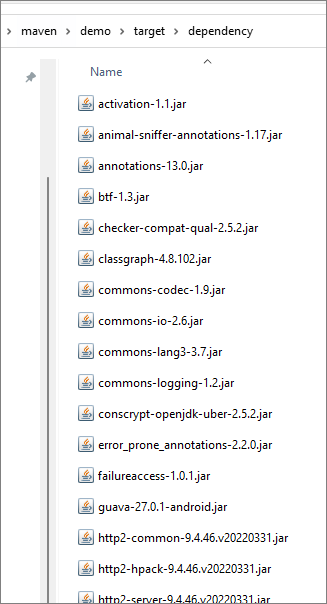 maven > demo > target > dependency
Name
activation-1.1.jar
animal-sniffer-annotations-1.17.jar
annotations-13.0.jar
btf-1.3.jar
checker-compat-qual-2.5.2.jar
classgraph-4.8.102.jar
commons-codec-1.9.jar
commons-io-2.6.jar
commons-lang3-3.7.jar
commons-logging-1.2.jar
conscrypt-openjdk-uber-2.5.2.jar
error_prone_annotations-2.2.0.jar
failureaccess-1.0.1.jar
guava-27.0.1-android.jar
http2-common-9.4.46.v20220331.jar
http2-hpack-9.4.46.v20220331.jar
http2-server-9.4.46.v20220331.jar